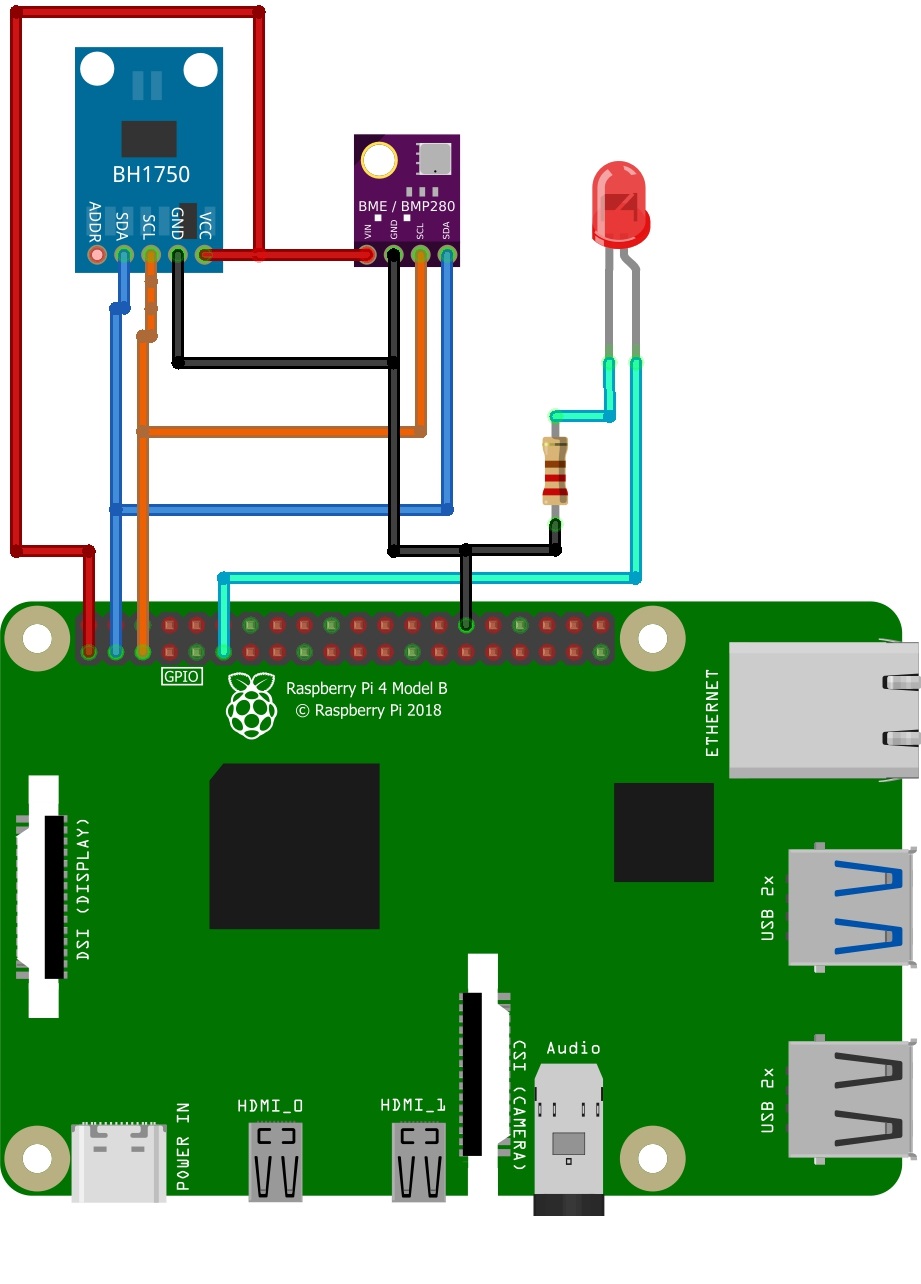 BH1750
ADDR
SDA
SCL
GND
VCC
BME / BMP280
VIN
GND
SCL
SDA
GPIO
Raspberry Pi 4 Model B
© Raspberry Pi 2018
ETHERNET
DSI (DISPLAY)
USB 2x
USB 2x
CSI (CAMERA)
Audio
POWER IN
HDMI_0
HDMI_1